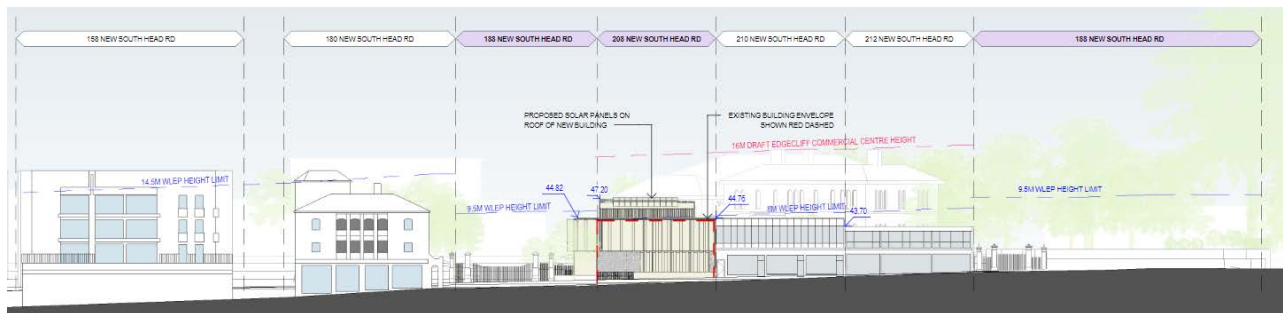 158 NEW SOUTH HEAD RD
180 NEW SOUTH HEAD RD
188 NEW SOUTH HEAD RD
208 NEW SOUTH HEAD RD
210 NEW SOUTH HEAD RD
212 NEW SOUTH HEAD RD
188 NEW SOUTH HEAD RD
PROPOSED SOLAR PANELS ON
ROOF OF NEW BUILDING
EXISTING BUILDING ENVELOPE
SHOWN RED DASHED
16M DRAFT EDGECLIFF COMMERCIAL CENTRE HEIGHT
14.5M WLEP HEIGHT LIMIT
44.82
47.20
9.5M WLEP HEIGHT LIMIT
44.76
WLEP HEIGHT LIMIT
43.70
9.5M WLEP HEIGHT LIMIT